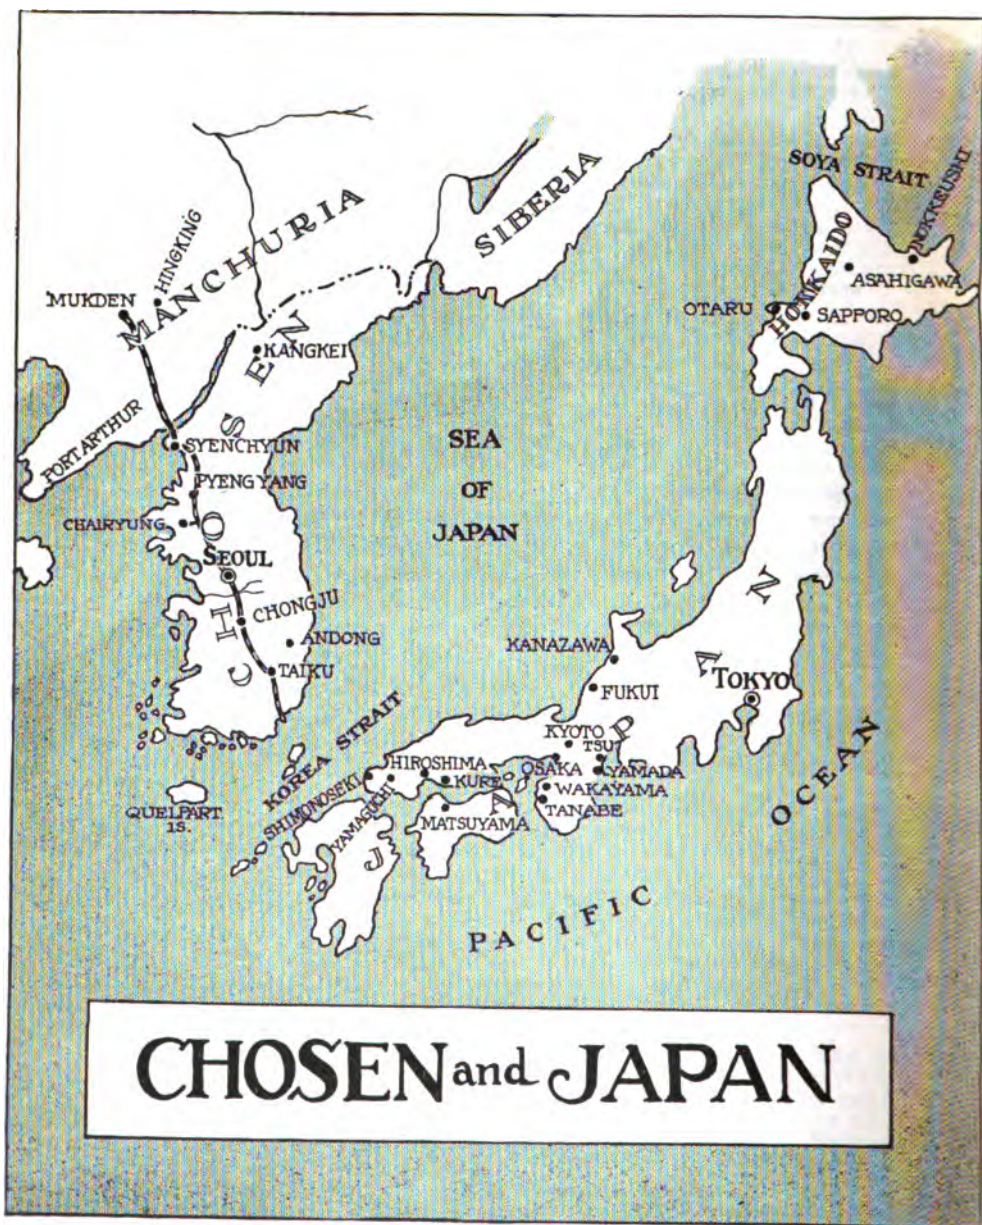 SOYA STRAIT
NOKKEUSHI
SIBERIA
MANCHURIA
HINGKING
HOKKAIDO
ASAHIGAWA
MUKDEN
OTARU
SAPPORO
KANGKEI
CHOSEN
PORT ARTHUR
SYENCHYUN
SEA
OF
JAPAN
PYENG YANG
CHAIRYUNG
SEOUL
CHONGJU
ANDONG
KANAZAWA
TAIKU
FUKUI
TOKYO
JAPAN
KOREA STRAIT
KYOTO
TSU
HIROSHIMA
OSAKA
YAMADA
KURE
SHIMONOSEKI
WAKAYAMA
QUELPART
IS.
YAMAGUCHI
MATSUYAMA
TANABE
PACIFIC
OCEAN
CHOSEN and JAPAN